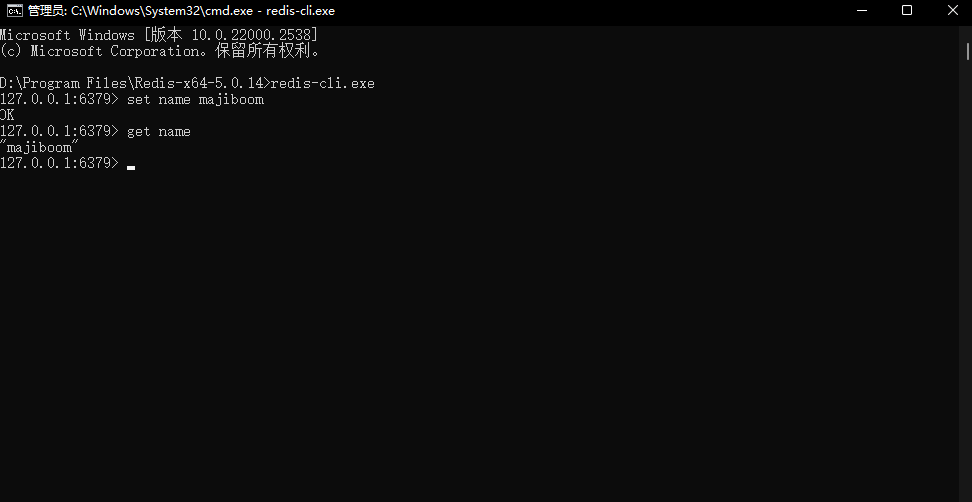 管理员: C:\Windows\System32\cmd.exe - redis-cli.exe
Microsoft Windows [版本 10.0.22000.2538]
(c) Microsoft Corporation。保留所有权利。
D:\Program Files\Redis-x64-5.0.14>redis-cli.exe
127.0.0.1:6379> set name majiboom
OK
127.0.0.1:6379> get name
"majiboom"
127.0.0.1:6379>